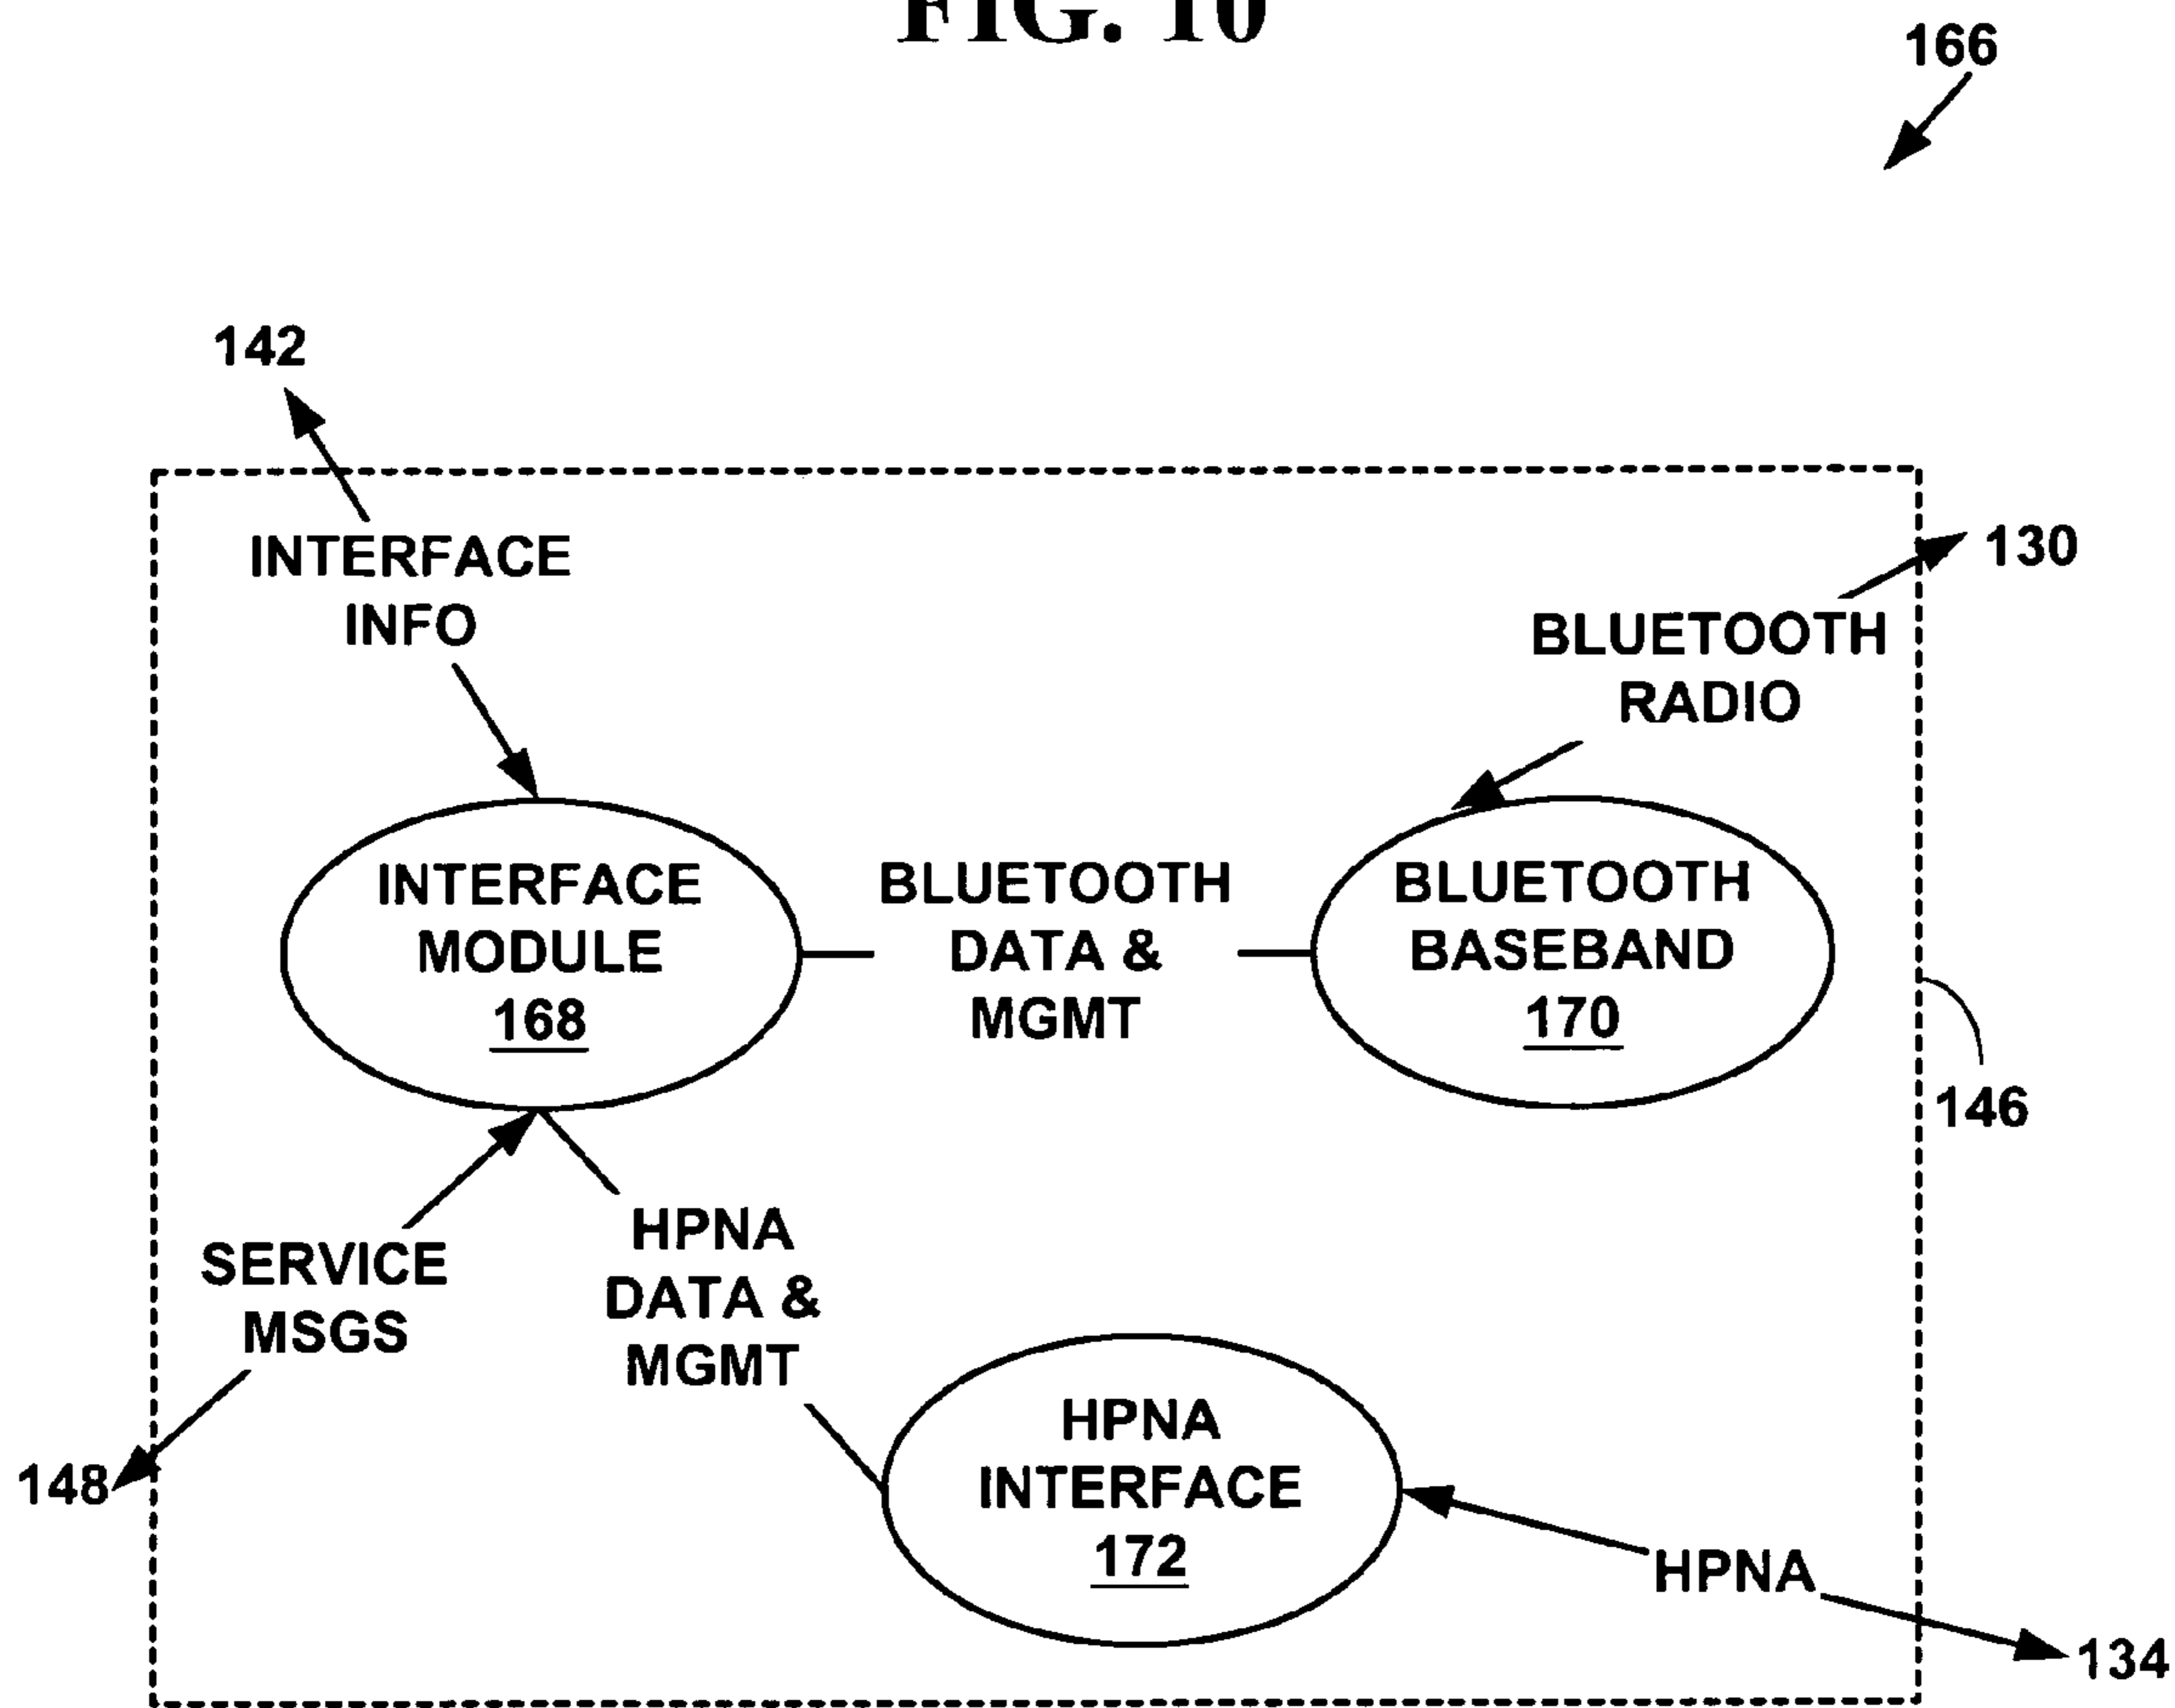 FIG. 10
166
142
INTERFACE
INFO
130
BLUETOOTH
RADIO
INTERFACE
MODULE
168
BLUETOOTH
DATA &
MGMT
BLUETOOTH
BASEBAND
170
146
SERVICE
MSGS
HPNA
DATA &
MGMT
148
HPNA
INTERFACE
172
HPNA
134